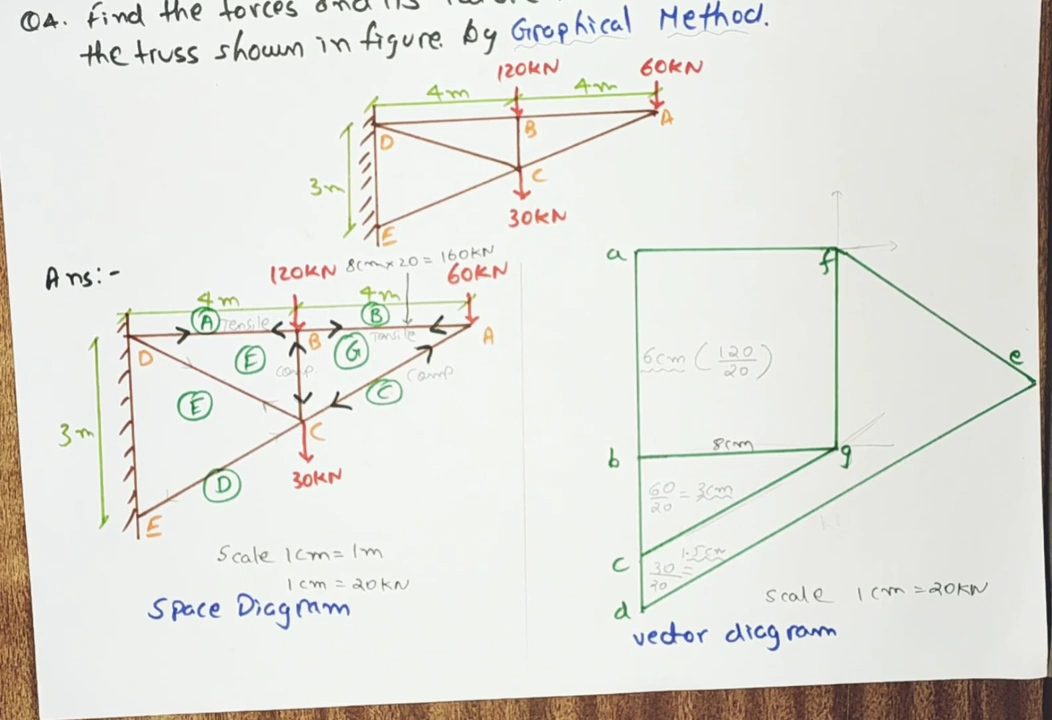 Q4. Find the forces and its
the truss shown in figure by Graphical Method.
120KN 60KN
4m 4m
B A
D
3m
C
30KN
E
Ans:-
8cm×20 = 160KN
120KN 60KN
4m 4m
A Tensile B
Tensile
D B A
E G
comp. Comp
E C
3m
C
D 30KN
E
Scale 1cm = 1m
1cm = 20KN
Space Diagram
a f
e
6cm (120/20)
8cm
b g
60/20 = 3cm
c 1.5cm
30/20 =
d
Scale 1cm = 20KN
vector diagram